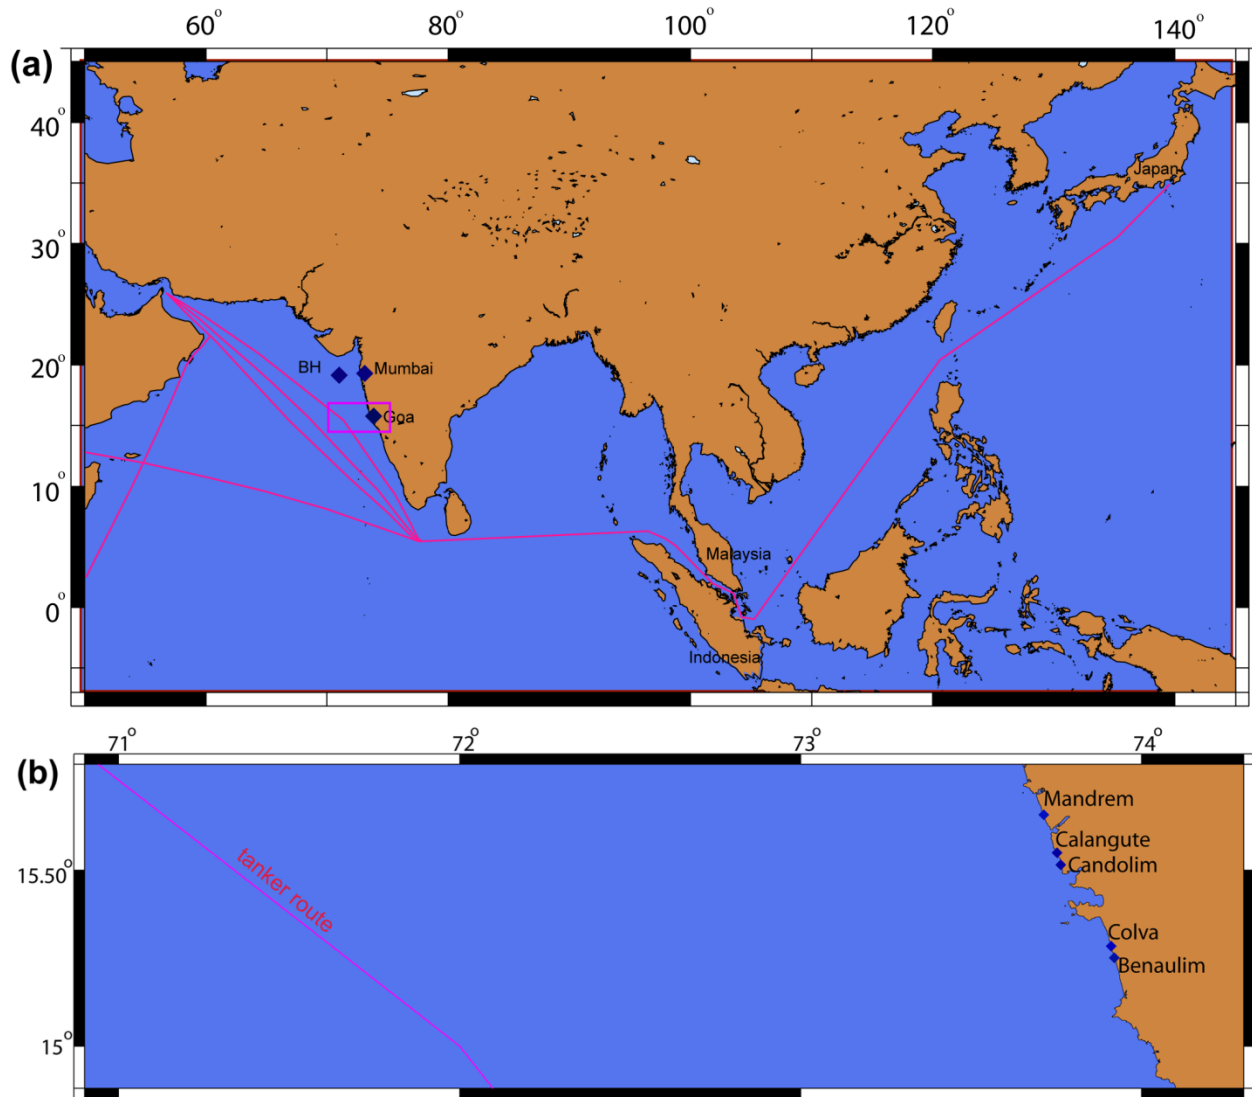 60° 80° 100° 120° 140°
(a)
40°
Japan
30°
20°
BH
Mumbai
Goa
10°
Malaysia
0°
Indonesia
71° 72° 73° 74°
(b)
Mandrem
Calangute
Candolim
15.50°
tanker route
Colva
Benaulim
15°